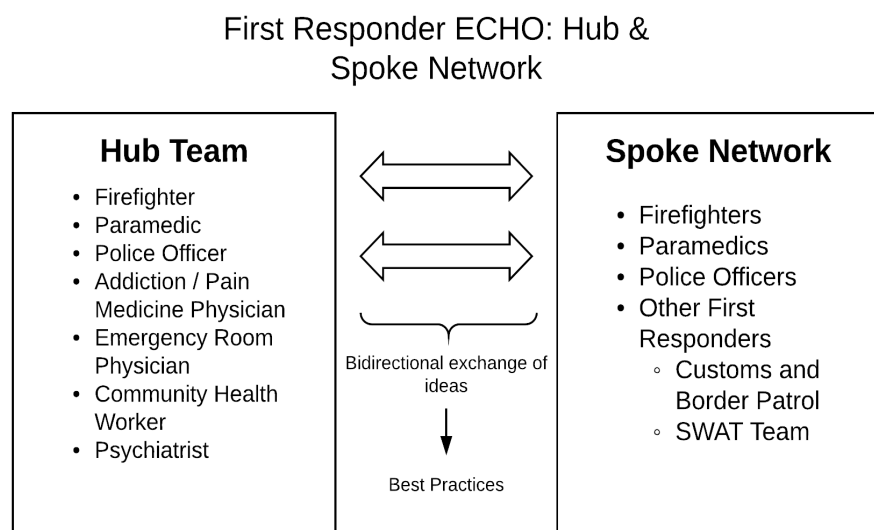 First Responder ECHO: Hub &
Spoke Network
Hub Team
• Firefighter
• Paramedic
• Police Officer
• Addiction / Pain
Medicine Physician
• Emergency Room
Physician
• Community Health
Worker
• Psychiatrist
Bidirectional exchange of
ideas
Best Practices
Spoke Network
• Firefighters
• Paramedics
• Police Officers
• Other First
Responders
◦ Customs and
Border Patrol
◦ SWAT Team